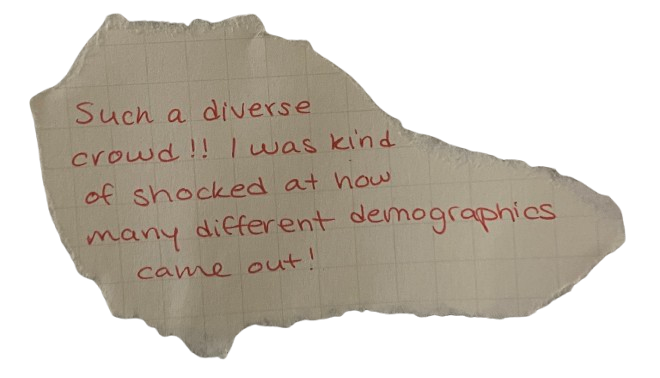 Such a diverse
crowd!! I was kind
of shocked at how
many different demographics
came out!